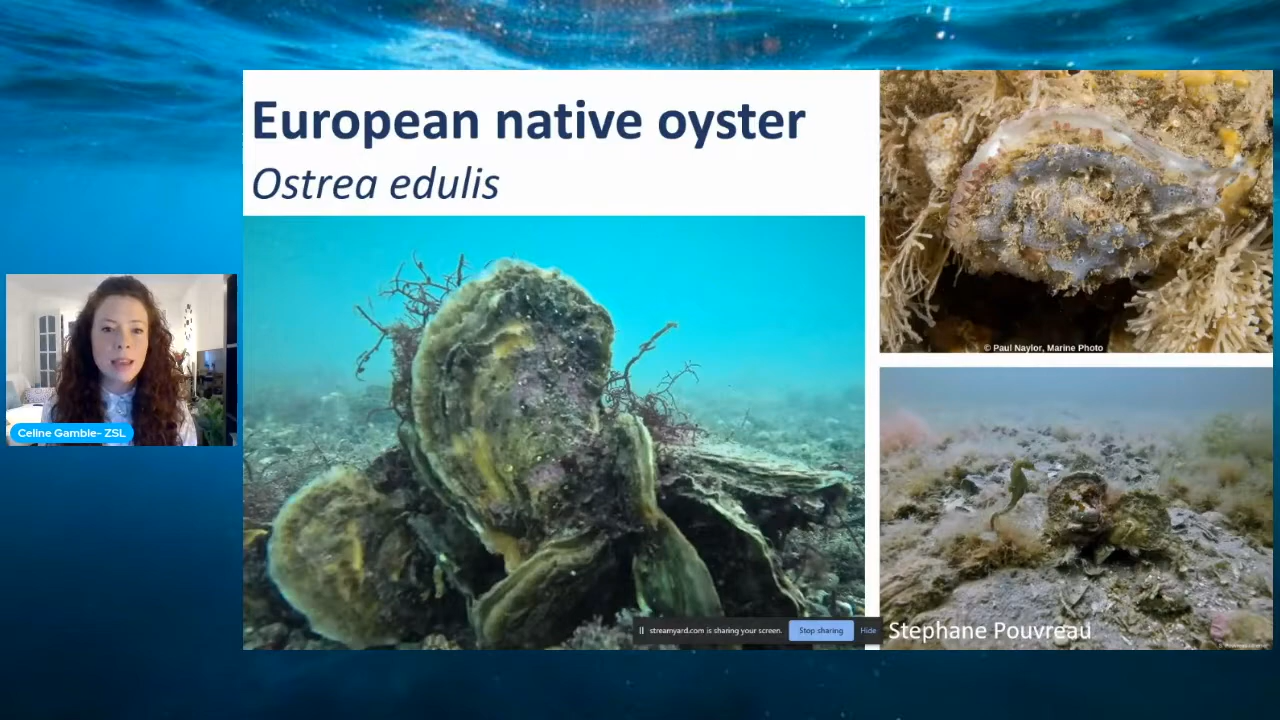 European native oyster
Ostrea edulis
© Paul Naylor, Marine Photo
Celine Gamble- ZSL
streamyard.com is sharing your screen.
Stop sharing
Hide
Stephane Pouvreau